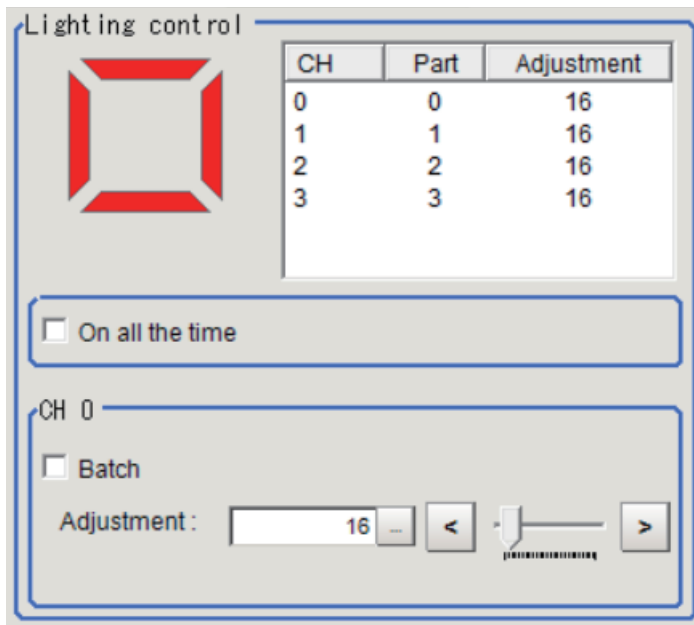 Lighting control
CH Part Adjustment
0 0 16
1 1 16
2 2 16
3 3 16
On all the time
CH 0
Batch
Adjustment : 16 ... < >